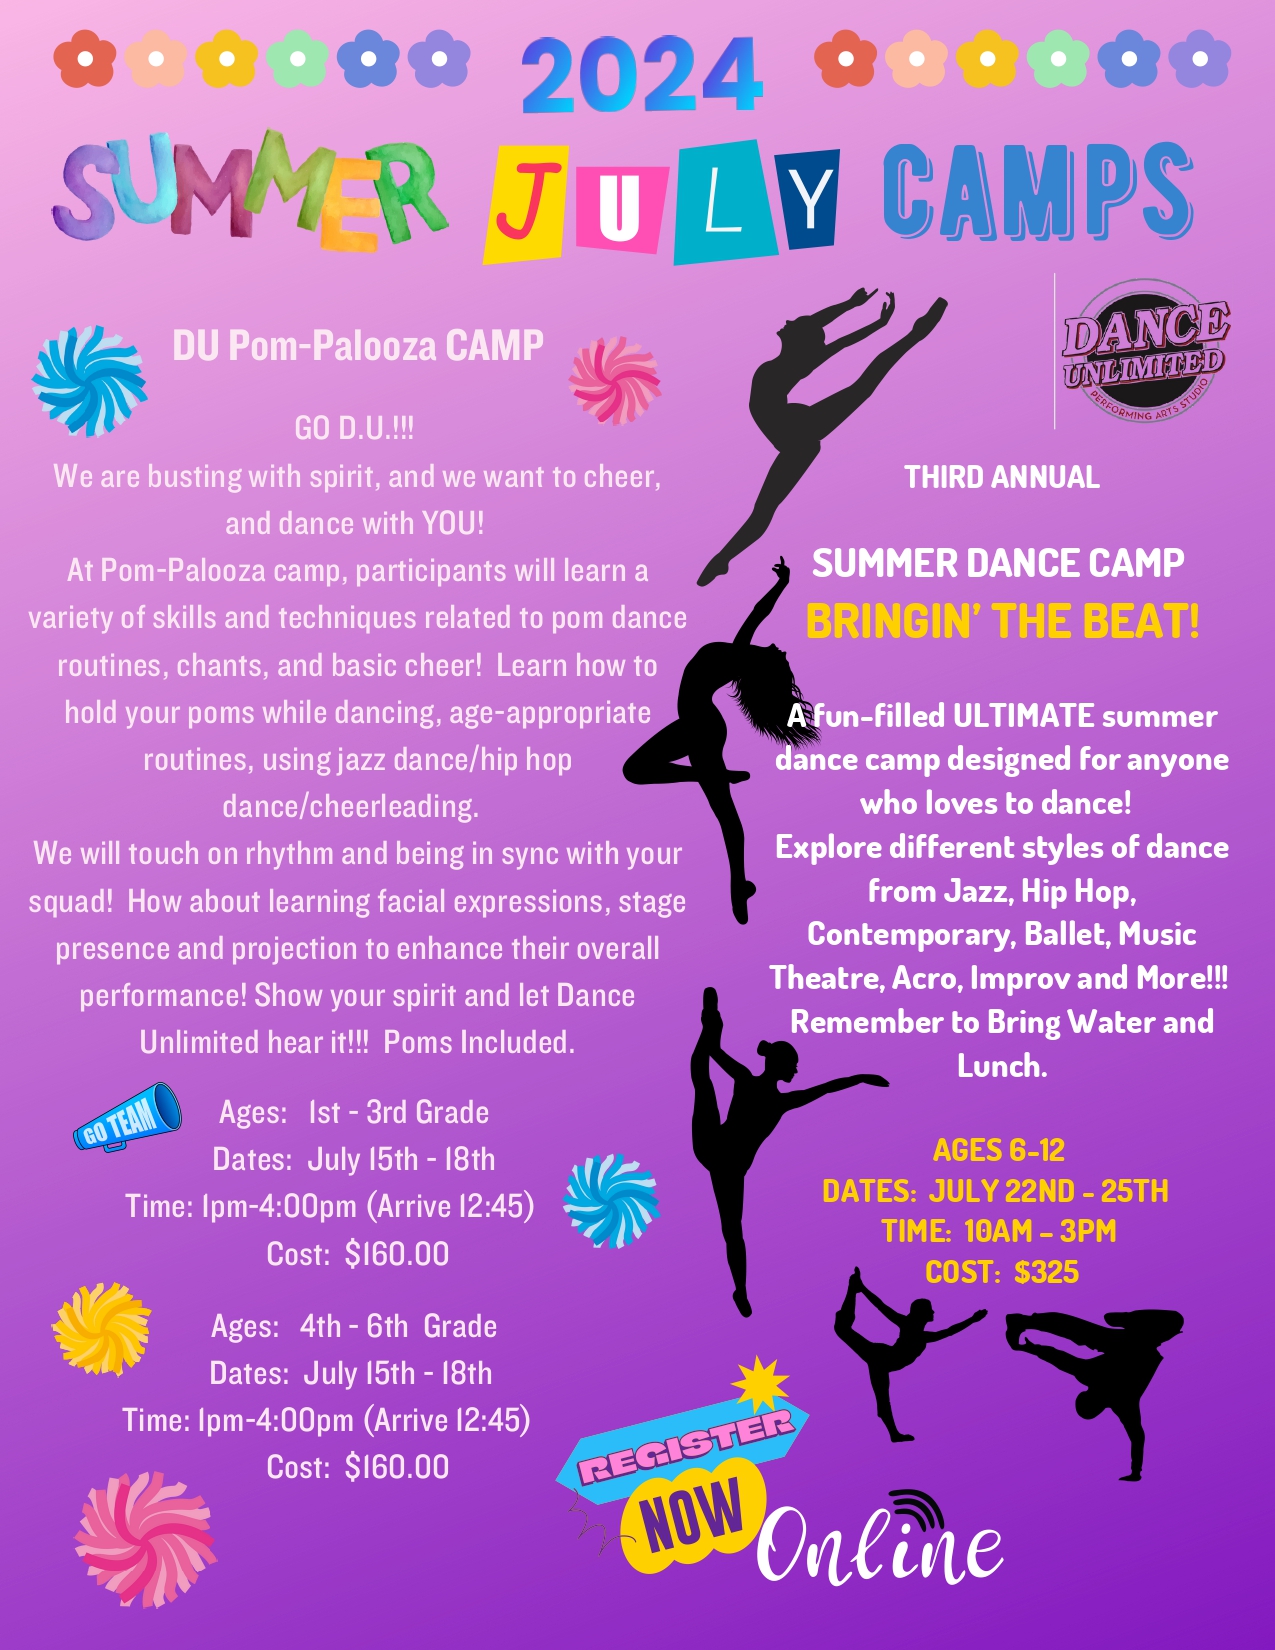 2024
SUMMER JULY CAMPS
DU Pom-Palooza CAMP
GO D.U.!!!
We are busting with spirit, and we want to cheer,
and dance with YOU!
At Pom-Palooza camp, participants will learn a
variety of skills and techniques related to pom dance
routines, chants, and basic cheer!  Learn how to
hold your poms while dancing, age-appropriate
routines, using jazz dance/hip hop
dance/cheerleading.
We will touch on rhythm and being in sync with your
squad!  How about learning facial expressions, stage
presence and projection to enhance their overall
performance! Show your spirit and let Dance
Unlimited hear it!!!  Poms Included.
GO TEAM
Ages:   1st - 3rd Grade
Dates:  July 15th - 18th
Time: 1pm-4:00pm (Arrive 12:45)
Cost:  $160.00
Ages:   4th - 6th  Grade
Dates:  July 15th - 18th
Time: 1pm-4:00pm (Arrive 12:45)
Cost:  $160.00
DANCE
UNLIMITED
PERFORMING ARTS STUDIO
THIRD ANNUAL
SUMMER DANCE CAMP
BRINGIN' THE BEAT!
A fun-filled ULTIMATE summer
dance camp designed for anyone
who loves to dance!
Explore different styles of dance
from Jazz, Hip Hop,
Contemporary, Ballet, Music
Theatre, Acro, Improv and More!!!
Remember to Bring Water and
Lunch.
AGES 6-12
DATES:  JULY 22ND - 25TH
TIME:  10AM - 3PM
COST:  $325
REGISTER
NOW
Online